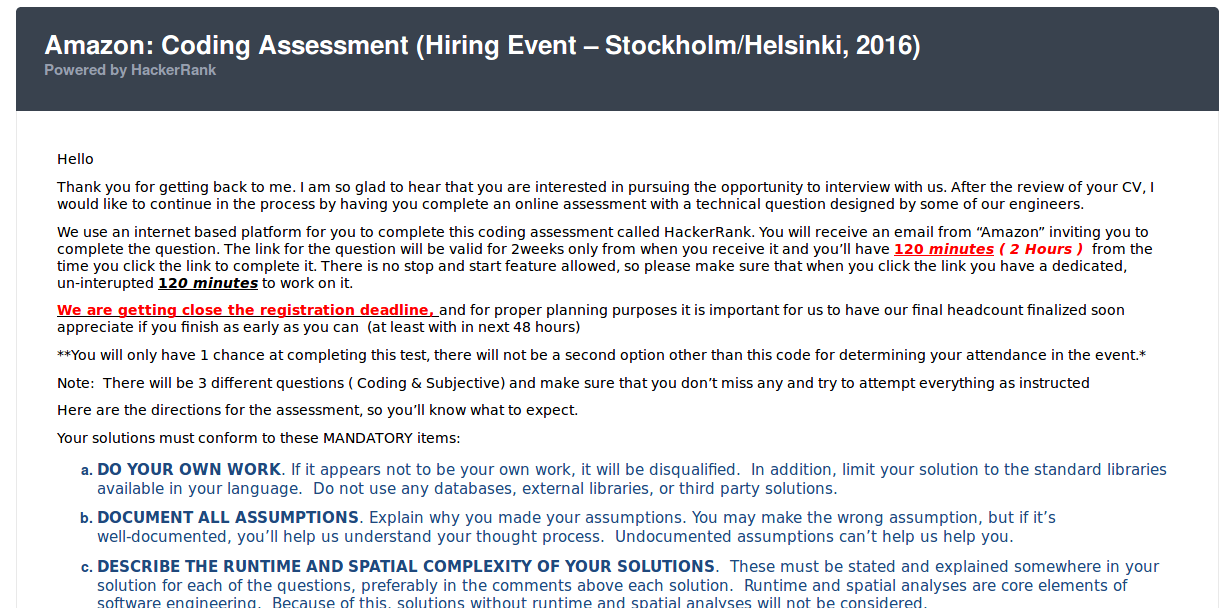 Amazon: Coding Assessment (Hiring Event – Stockholm/Helsinki, 2016)
Powered by HackerRank
Hello
Thank you for getting back to me. I am so glad to hear that you are interested in pursuing the opportunity to interview with us. After the review of your CV, I
would like to continue in the process by having you complete an online assessment with a technical question designed by some of our engineers.
We use an internet based platform for you to complete this coding assessment called HackerRank. You will receive an email from “Amazon” inviting you to
complete the question. The link for the question will be valid for 2weeks only from when you receive it and you’ll have 120 minutes ( 2 Hours )  from the
time you click the link to complete it. There is no stop and start feature allowed, so please make sure that when you click the link you have a dedicated,
un-interupted 120 minutes to work on it.
We are getting close the registration deadline, and for proper planning purposes it is important for us to have our final headcount finalized soon
appreciate if you finish as early as you can  (at least with in next 48 hours)
**You will only have 1 chance at completing this test, there will not be a second option other than this code for determining your attendance in the event.*
Note:  There will be 3 different questions ( Coding & Subjective) and make sure that you don’t miss any and try to attempt everything as instructed
Here are the directions for the assessment, so you’ll know what to expect.
Your solutions must conform to these MANDATORY items:
a. DO YOUR OWN WORK. If it appears not to be your own work, it will be disqualified.  In addition, limit your solution to the standard libraries
available in your language.  Do not use any databases, external libraries, or third party solutions.
b. DOCUMENT ALL ASSUMPTIONS. Explain why you made your assumptions. You may make the wrong assumption, but if it’s
well-documented, you’ll help us understand your thought process.  Undocumented assumptions can’t help us help you.
c. DESCRIBE THE RUNTIME AND SPATIAL COMPLEXITY OF YOUR SOLUTIONS.  These must be stated and explained somewhere in your
solution for each of the questions, preferably in the comments above each solution.  Runtime and spatial analyses are core elements of
software engineering.  Because of this, solutions without runtime and spatial analyses will not be considered.